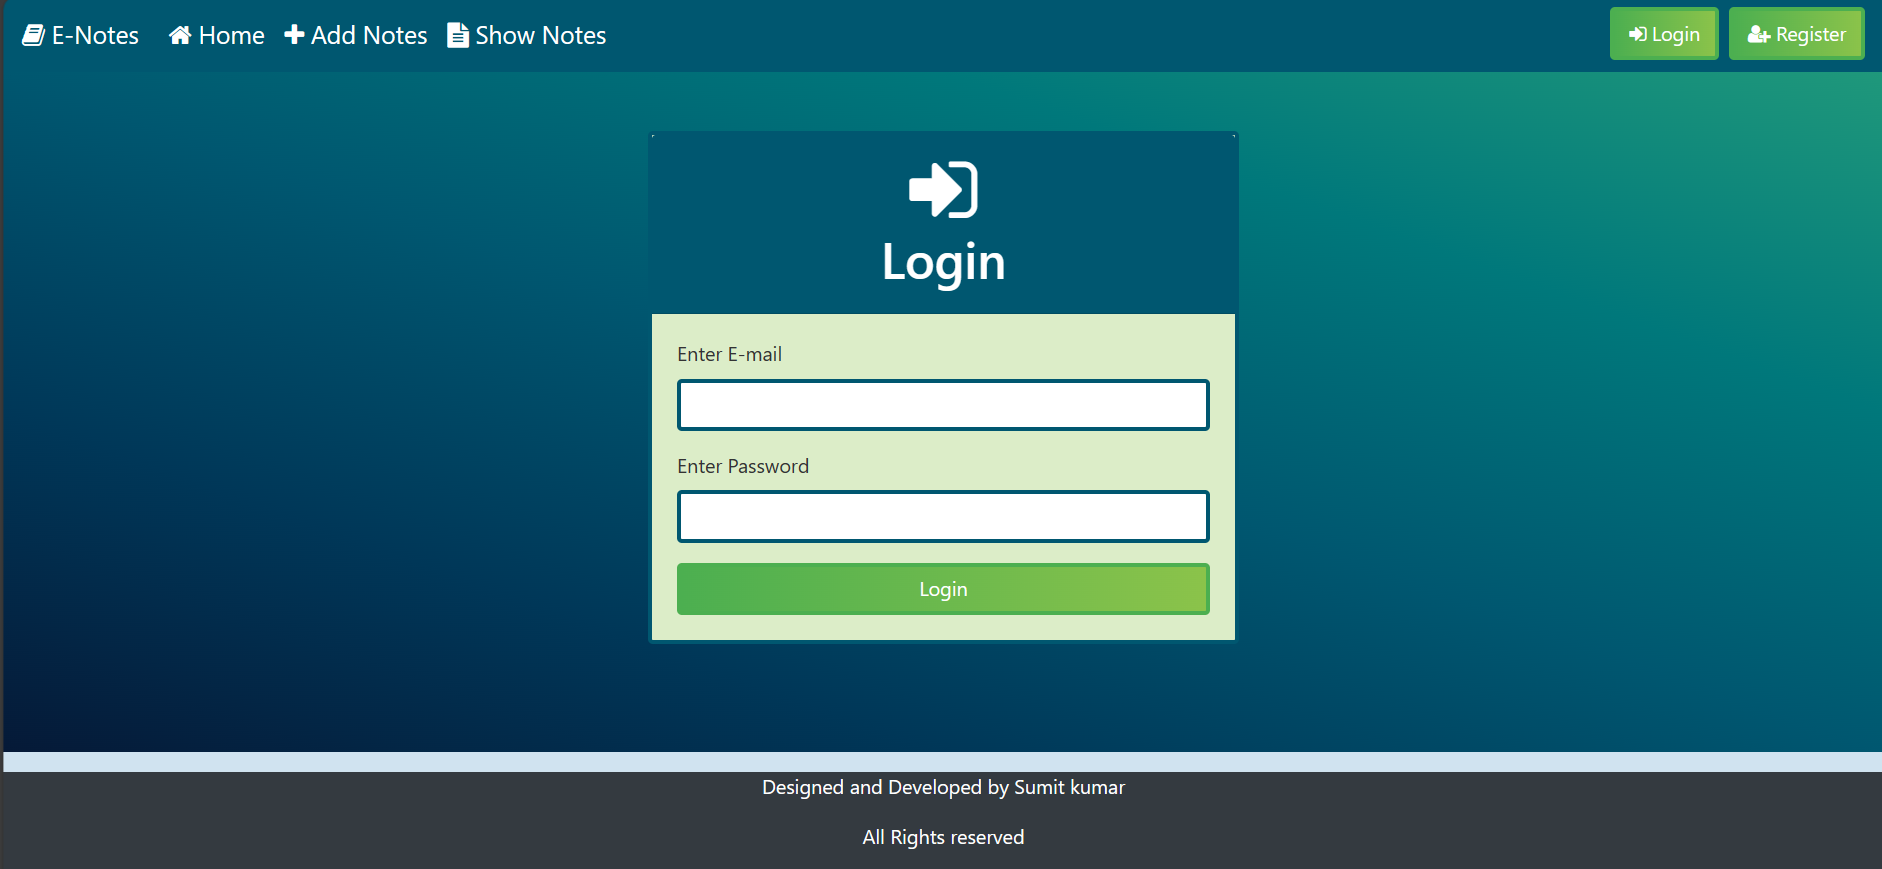 E-Notes Home Add Notes Show Notes Login Register
Login
Enter E-mail
Enter Password
Login
Designed and Developed by Sumit kumar
All Rights reserved